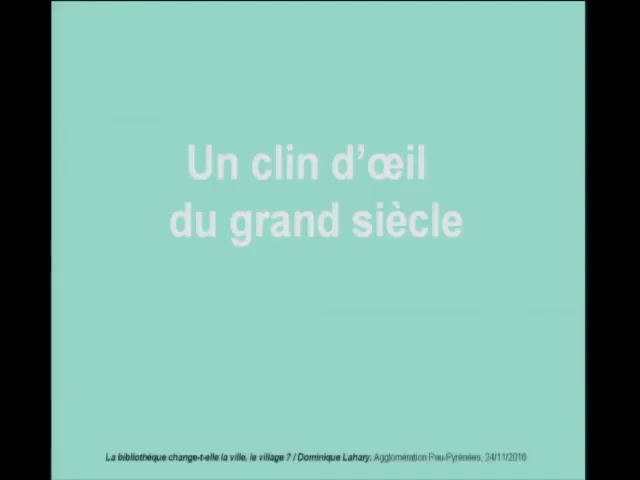 Un clin d’œil
du grand siècle
La bibliothèque change-t-elle la ville, le village ? / Dominique Lahary. Agglomération Pau-Pyrénées, 24/11/2016